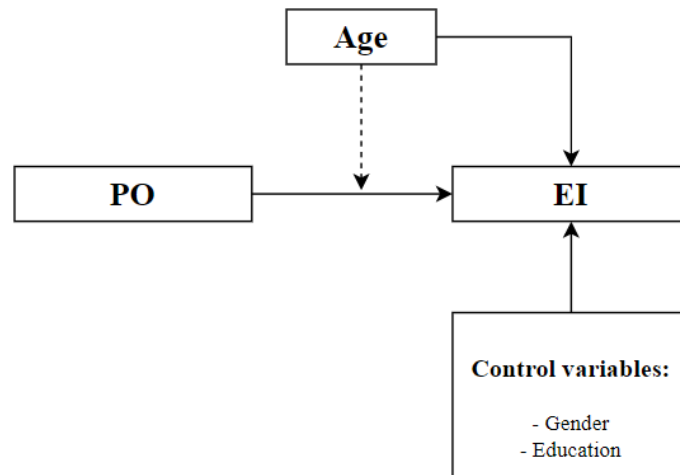 Age
PO
EI
Control variables:
- Gender
- Education